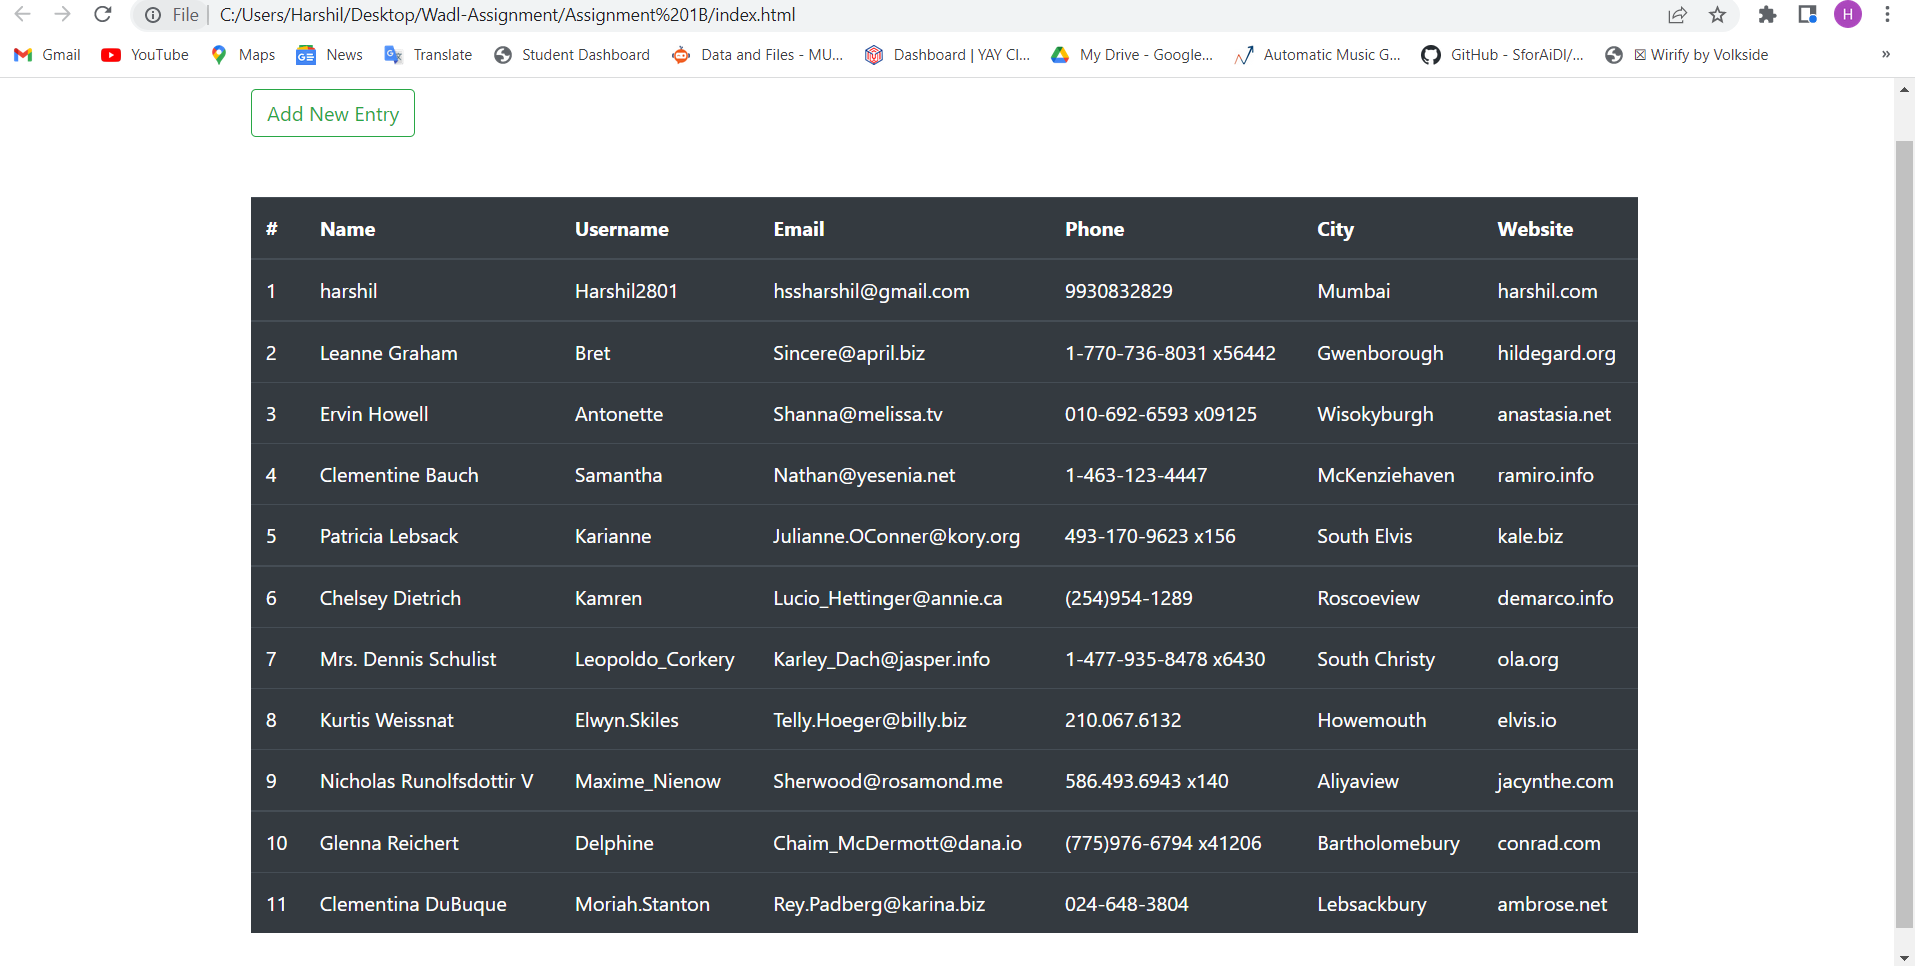 File C:/Users/Harshil/Desktop/Wadl-Assignment/Assignment%201B/index.html H
Gmail YouTube Maps News Translate Student Dashboard Data and Files - MU... Dashboard | YAY Cl... My Drive - Google... Automatic Music G... GitHub - SforAiDl/... ☒ Wirify by Volkside »
Add New Entry
# Name Username Email Phone City Website
1 harshil Harshil2801 hssharshil@gmail.com 9930832829 Mumbai harshil.com
2 Leanne Graham Bret Sincere@april.biz 1-770-736-8031 x56442 Gwenborough hildegard.org
3 Ervin Howell Antonette Shanna@melissa.tv 010-692-6593 x09125 Wisokyburgh anastasia.net
4 Clementine Bauch Samantha Nathan@yesenia.net 1-463-123-4447 McKenziehaven ramiro.info
5 Patricia Lebsack Karianne Julianne.OConner@kory.org 493-170-9623 x156 South Elvis kale.biz
6 Chelsey Dietrich Kamren Lucio_Hettinger@annie.ca (254)954-1289 Roscoeview demarco.info
7 Mrs. Dennis Schulist Leopoldo_Corkery Karley_Dach@jasper.info 1-477-935-8478 x6430 South Christy ola.org
8 Kurtis Weissnat Elwyn.Skiles Telly.Hoeger@billy.biz 210.067.6132 Howemouth elvis.io
9 Nicholas Runolfsdottir V Maxime_Nienow Sherwood@rosamond.me 586.493.6943 x140 Aliyaview jacynthe.com
10 Glenna Reichert Delphine Chaim_McDermott@dana.io (775)976-6794 x41206 Bartholomebury conrad.com
11 Clementina DuBuque Moriah.Stanton Rey.Padberg@karina.biz 024-648-3804 Lebsackbury ambrose.net